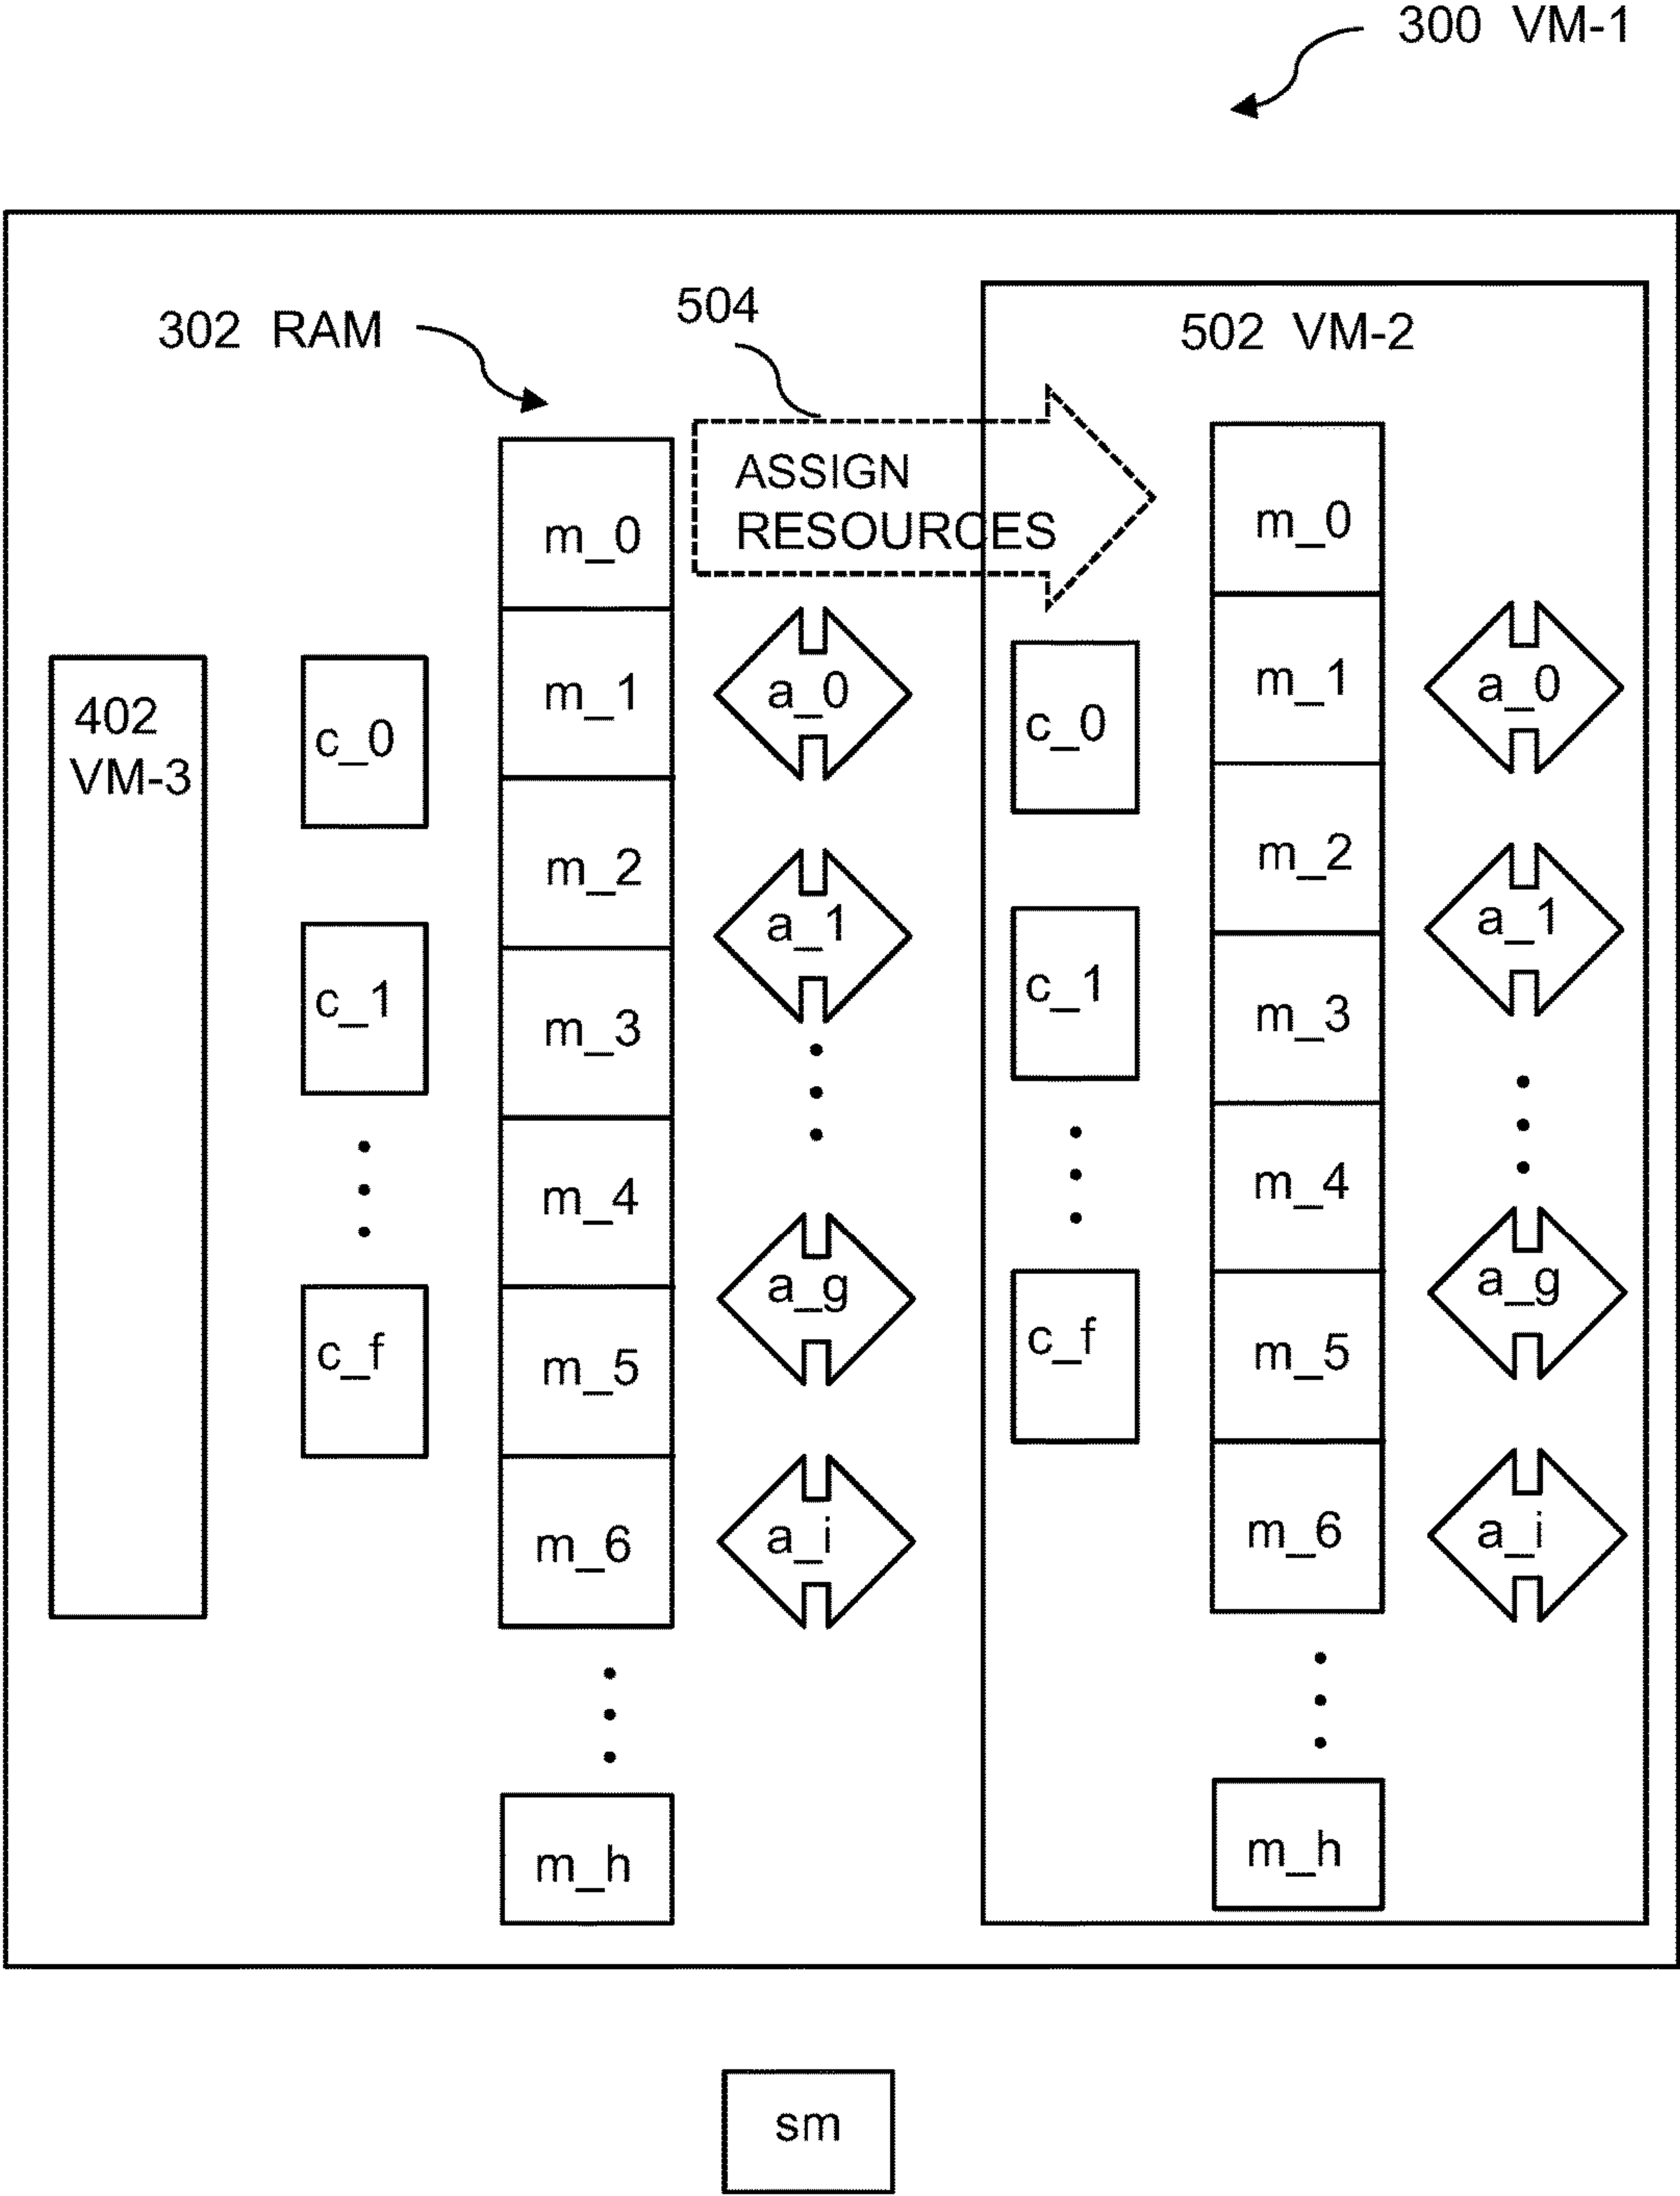 300 VM-1
504
302 RAM
502 VM-2
ASSIGN
RESOURCES
402
VM-3
c_0
c_1
c_f
m_0
m_1
m_2
m_3
m_4
m_5
m_6
m_h
a_0
a_1
a_g
a_i
c_0
c_1
c_f
m_0
m_1
m_2
m_3
m_4
m_5
m_6
m_h
a_0
a_1
a_g
a_i
sm